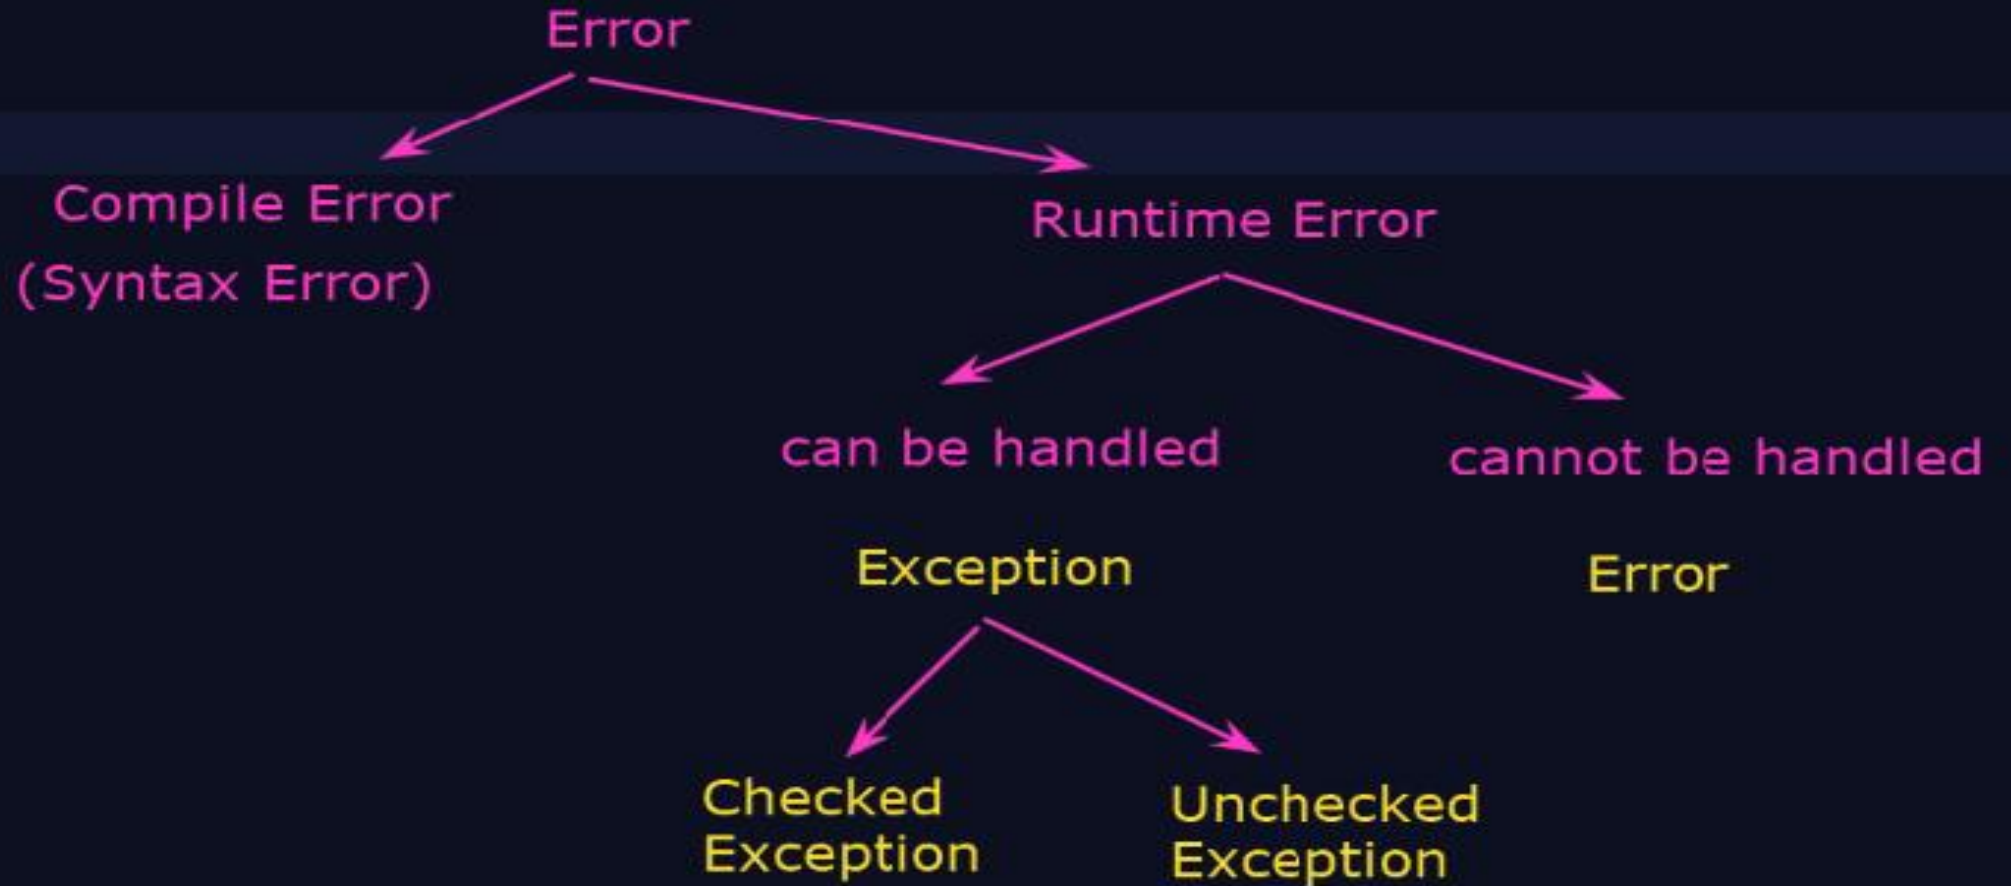 Error
Compile Error
(Syntax Error)
Runtime Error
can be handled
cannot be handled
Exception
Error
Checked
Exception
Unchecked
Exception